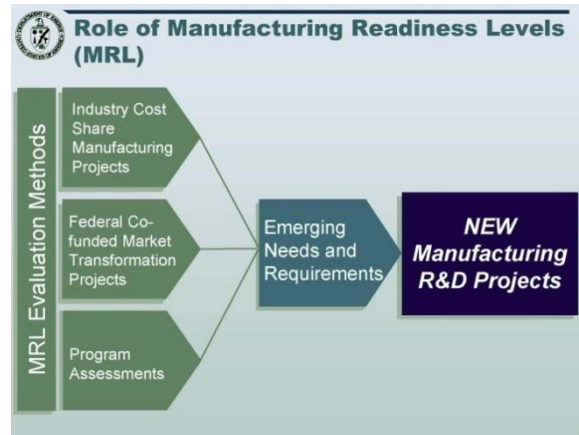 Role of Manufacturing Readiness Levels
(MRL)
MRL Evaluation Methods
Industry Cost
Share
Manufacturing
Projects
Federal Co-
funded Market
Transformation
Projects
Program
Assessments
Emerging
Needs and
Requirements
NEW
Manufacturing
R&D Projects